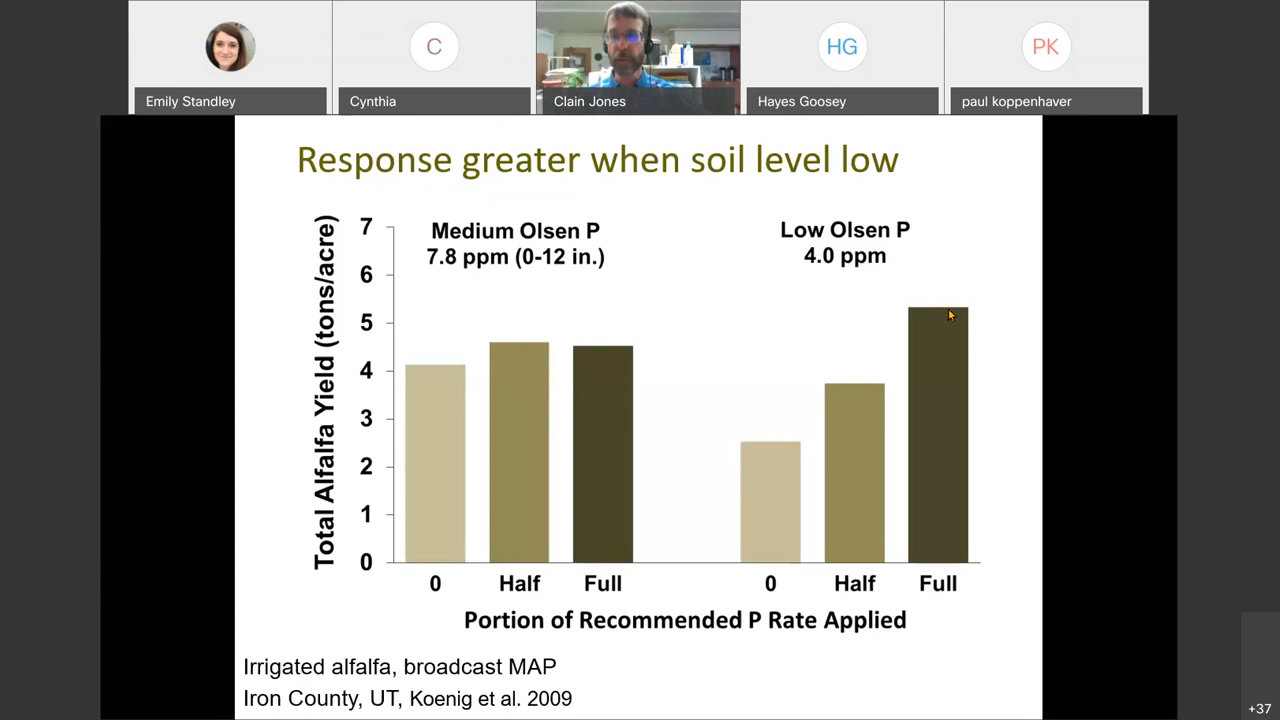 C
HG
PK
Emily Standley
Cynthia
Clain Jones
Hayes Goosey
paul koppenhaver
Response greater when soil level low
Total Alfalfa Yield (tons/acre)
7
6
5
4
3
2
1
0
Medium Olsen P
7.8 ppm (0-12 in.)
Low Olsen P
4.0 ppm
0 Half Full 0 Half Full
Portion of Recommended P Rate Applied
Irrigated alfalfa, broadcast MAP
Iron County, UT, Koenig et al. 2009
+37